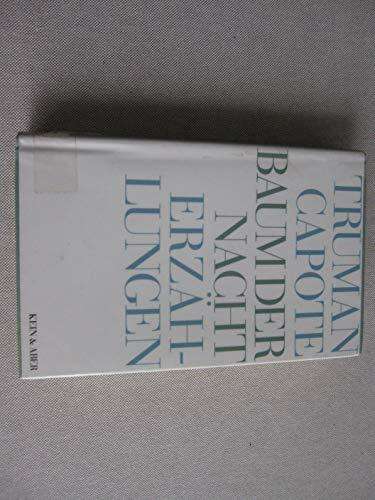 TRUMAN
CAPOTE
BAUM DER
NACHT
ERZÄH-
LUNGEN
KEIN & ABER